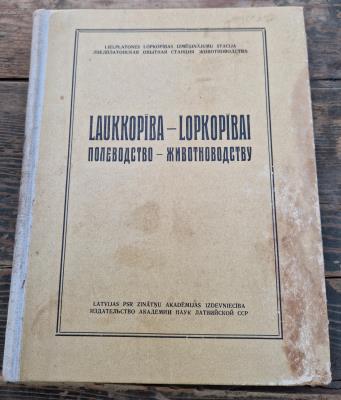 LIELPLATONES LOPKOPĪBAS IZMĒĢINĀJUMU STACIJA
ЛИЕЛПЛАТОНСКАЯ ОПЫТНАЯ СТАНЦИЯ ЖИВОТНОВОДСТВА
LAUKKOPĪBA – LOPKOPĪBAI
ПОЛЕВОДСТВО – ЖИВОТНОВОДСТВУ
LATVIJAS PSR ZINĀTŅU AKADĒMIJAS IZDEVNIECĪBA
ИЗДАТЕЛЬСТВО АКАДЕМИИ НАУК ЛАТВИЙСКОЙ ССР